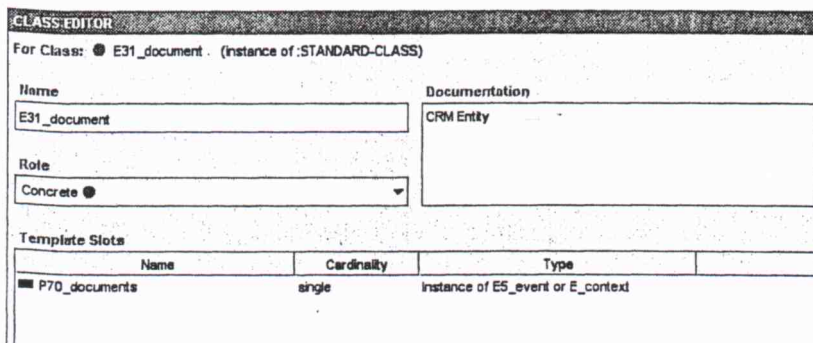 CLASS EDITOR
For Class: E31_document (instance of :STANDARD-CLASS)
Name
Documentation
E31_document
CRM Entity
Role
Concrete
Template Slots
Name Cardinality Type
P70_documents single Instance of E5_event or E_context